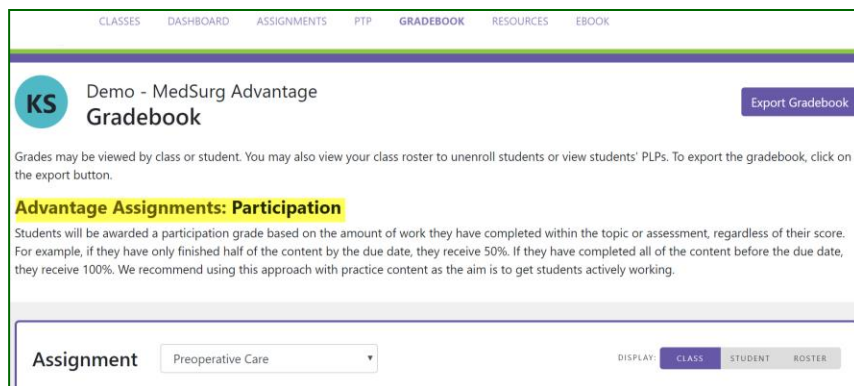 CLASSES DASHBOARD ASSIGNMENTS PTP GRADEBOOK RESOURCES EBOOK
KS
Demo - MedSurg Advantage
Gradebook
Export Gradebook
Grades may be viewed by class or student. You may also view your class roster to unenroll students or view students' PLPs. To export the gradebook, click on
the export button.
Advantage Assignments: Participation
Students will be awarded a participation grade based on the amount of work they have completed within the topic or assessment, regardless of their score.
For example, if they have only finished half of the content by the due date, they receive 50%. If they have completed all of the content before the due date,
they receive 100%. We recommend using this approach with practice content as the aim is to get students actively working.
Assignment Preoperative Care DISPLAY: CLASS STUDENT ROSTER